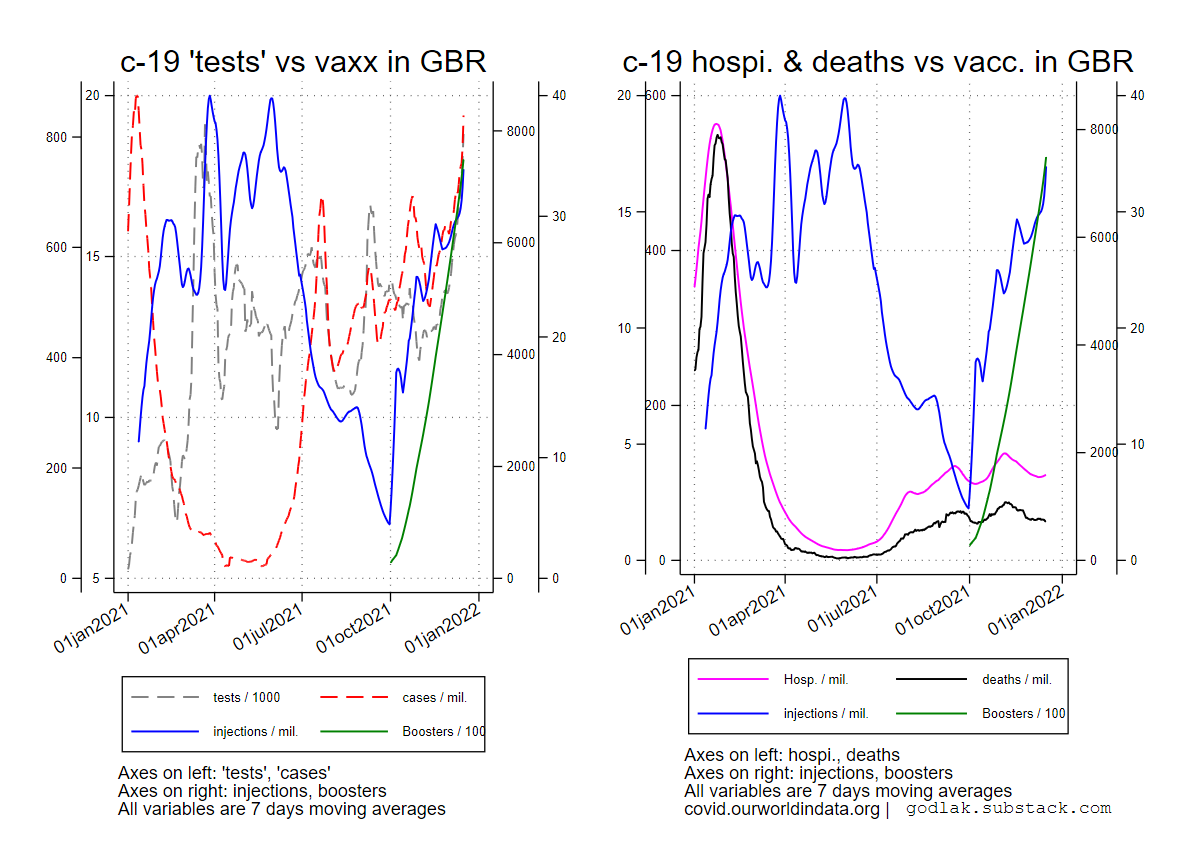 c-19 'tests' vs vaxx in GBR
20
15
10
5
800
600
400
200
0
8000
6000
4000
2000
0
40
30
20
10
0
01jan2021
01apr2021
01jul2021
01oct2021
01jan2022
tests / 1000
cases / mil.
injections / mil.
Boosters / 100
Axes on left: 'tests', 'cases'
Axes on right: injections, boosters
All variables are 7 days moving averages
c-19 hospi. & deaths vs vacc. in GBR
20
15
10
5
0
600
400
200
0
8000
6000
4000
2000
0
40
30
20
10
0
01jan2021
01apr2021
01jul2021
01oct2021
01jan2022
Hosp. / mil.
deaths / mil.
injections / mil.
Boosters / 100
Axes on left: hospi., deaths
Axes on right: injections, boosters
All variables are 7 days moving averages
covid.ourworldindata.org | godlak.substack.com